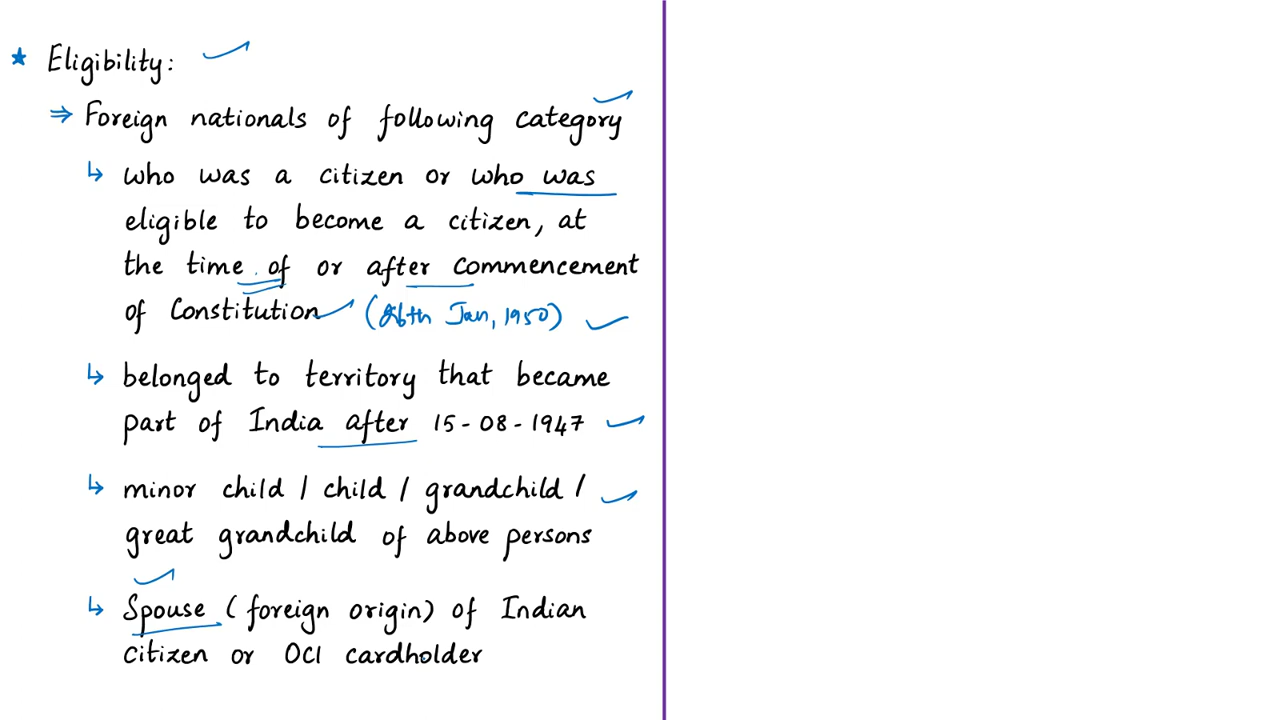 ★ Eligibility:
⇒ Foreign nationals of following category
↳ who was a citizen or who was
eligible to become a citizen, at
the time of or after commencement
of Constitution (26th Jan, 1950)
↳ belonged to territory that became
part of India after 15-08-1947
↳ minor child / child / grandchild /
great grandchild of above persons
↳ Spouse (foreign origin) of Indian
citizen or OCI cardholder